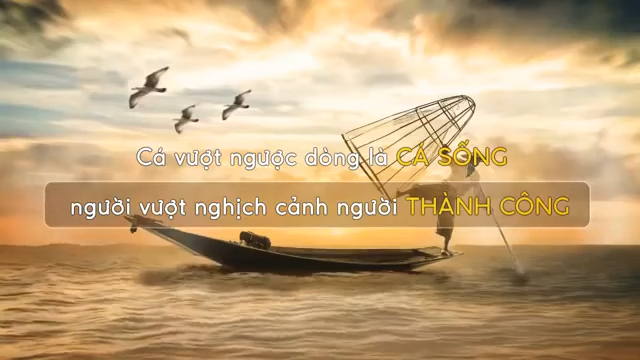 Cá vượt ngược dòng là CÁ SỐNG
người vượt nghịch cảnh người THÀNH CÔNG